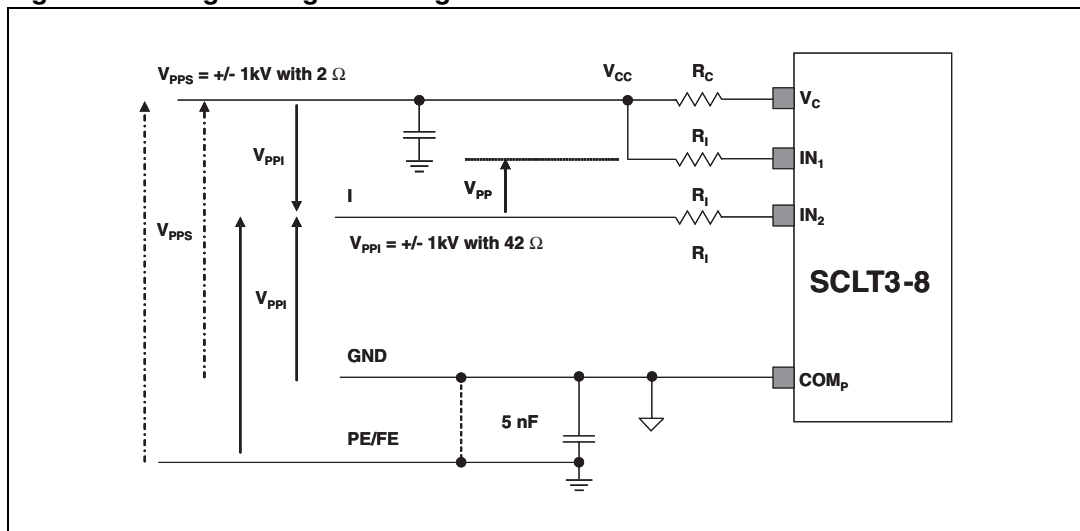 V_PPS = +/- 1kV with 2 Ω
V_CC
R_C
V_C
V_PPI
R_I
IN_1
I
V_PP
R_I
IN_2
V_PPS
V_PPI = +/- 1kV with 42 Ω
R_I
SCLT3-8
V_PPI
GND
COM_P
5 nF
PE/FE